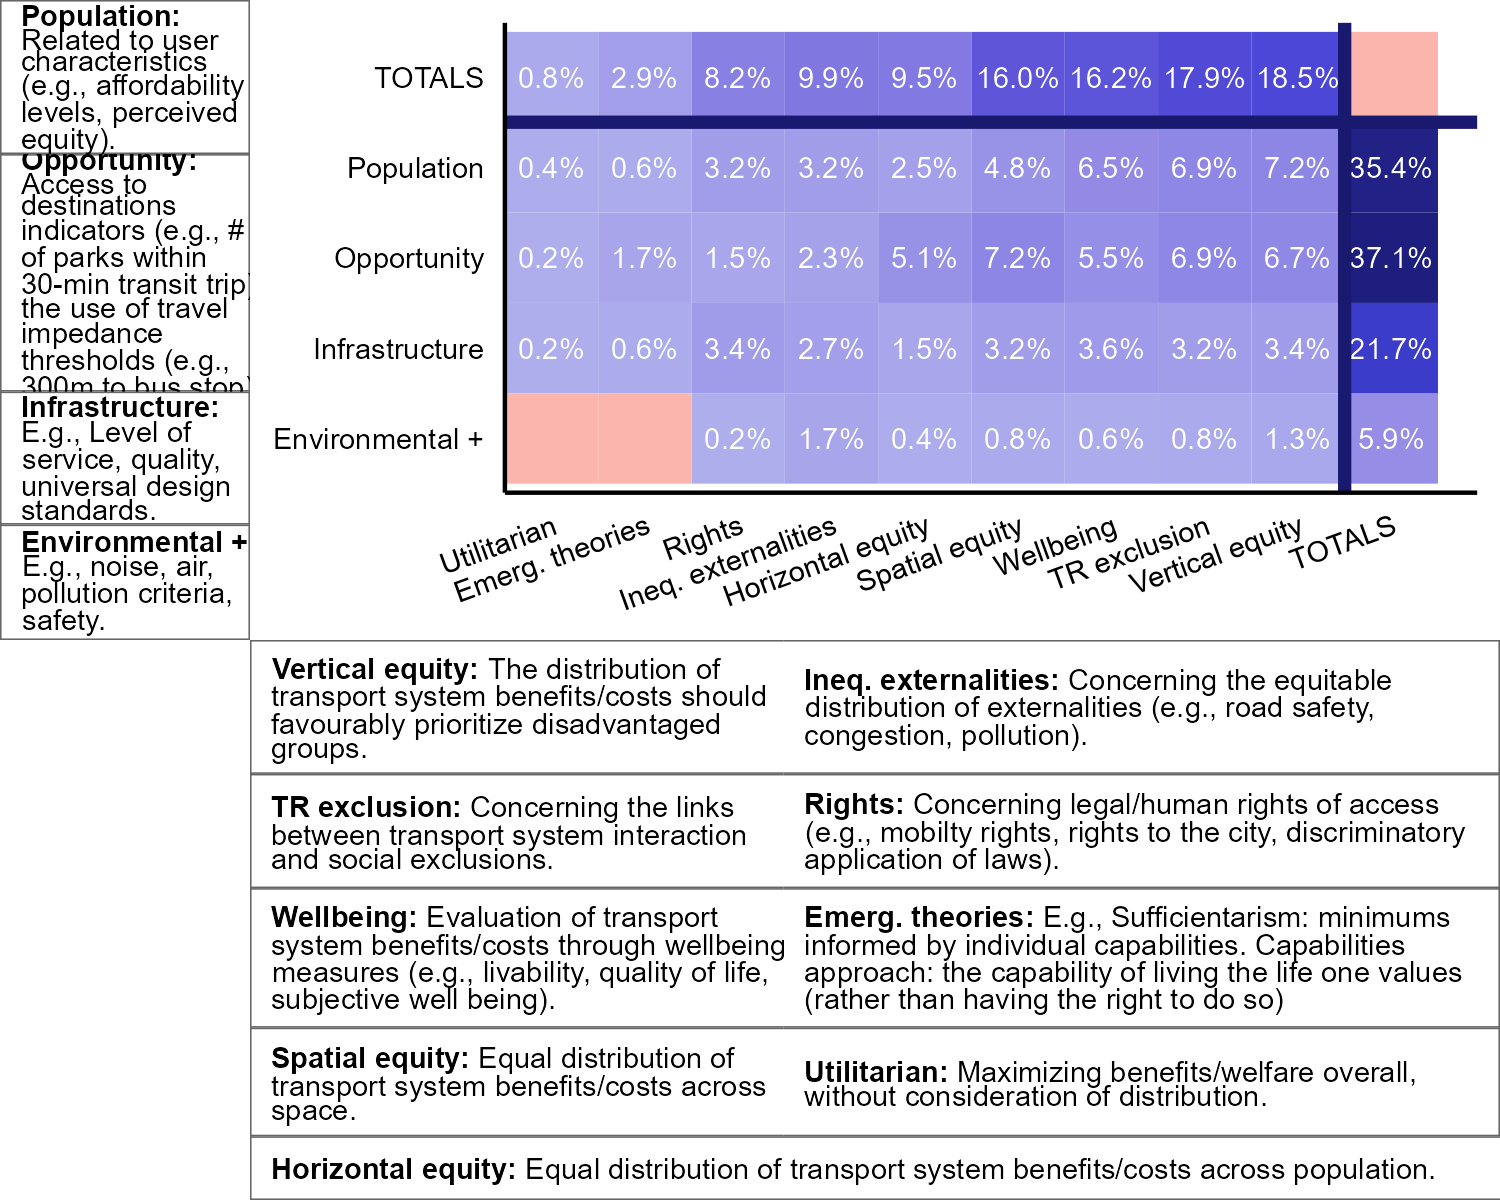 Population:
Related to user
characteristics
(e.g., affordability
levels, perceived
equity).
Opportunity:
Access to
destinations
indicators (e.g., #
of parks within
30-min transit trip)
the use of travel
impedance
thresholds (e.g.,
300m to bus stop)
Infrastructure:
E.g., Level of
service, quality,
universal design
standards.
Environmental +
E.g., noise, air,
pollution criteria,
safety.
TOTALS 0.8% 2.9% 8.2% 9.9% 9.5% 16.0% 16.2% 17.9% 18.5%
Population 0.4% 0.6% 3.2% 3.2% 2.5% 4.8% 6.5% 6.9% 7.2% 35.4%
Opportunity 0.2% 1.7% 1.5% 2.3% 5.1% 7.2% 5.5% 6.9% 6.7% 37.1%
Infrastructure 0.2% 0.6% 3.4% 2.7% 1.5% 3.2% 3.6% 3.2% 3.4% 21.7%
Environmental + 0.2% 1.7% 0.4% 0.8% 0.6% 0.8% 1.3% 5.9%
Utilitarian
Emerg. theories
Rights
Ineq. externalities
Horizontal equity
Spatial equity
Wellbeing
TR exclusion
Vertical equity
TOTALS
Vertical equity: The distribution of
transport system benefits/costs should
favourably prioritize disadvantaged
groups.
Ineq. externalities: Concerning the equitable
distribution of externalities (e.g., road safety,
congestion, pollution).
TR exclusion: Concerning the links
between transport system interaction
and social exclusions.
Rights: Concerning legal/human rights of access
(e.g., mobilty rights, rights to the city, discriminatory
application of laws).
Wellbeing: Evaluation of transport
system benefits/costs through wellbeing
measures (e.g., livability, quality of life,
subjective well being).
Emerg. theories: E.g., Sufficientarism: minimums
informed by individual capabilities. Capabilities
approach: the capability of living the life one values
(rather than having the right to do so)
Spatial equity: Equal distribution of
transport system benefits/costs across
space.
Utilitarian: Maximizing benefits/welfare overall,
without consideration of distribution.
Horizontal equity: Equal distribution of transport system benefits/costs across population.